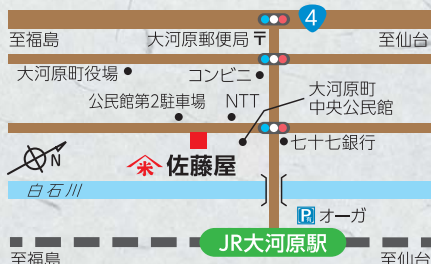 4
至福島
大河原郵便局〒
至仙台
大河原町役場
コンビニ
大河原町
中央公民館
公民館第2駐車場
NTT
七十七銀行
N
米 佐藤屋
白石川
P オーガ
JR大河原駅
至福島
至仙台